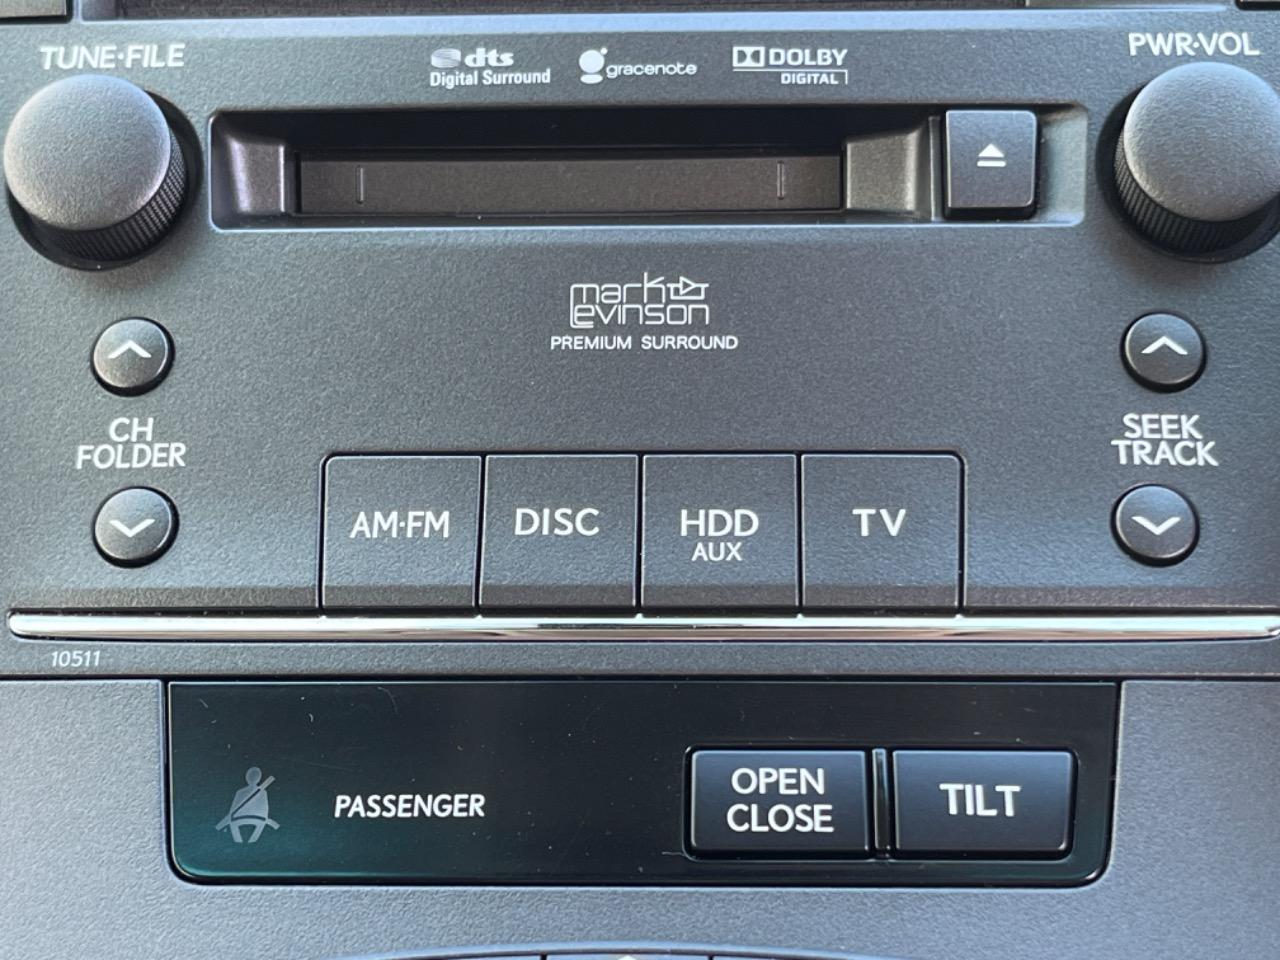 TUNE·FILE
dts
Digital Surround
gracenote
DOLBY
DIGITAL
PWR·VOL
mark
levinson
PREMIUM SURROUND
CH
FOLDER
SEEK
TRACK
AM·FM
DISC
HDD
AUX
TV
10511
PASSENGER
OPEN
CLOSE
TILT